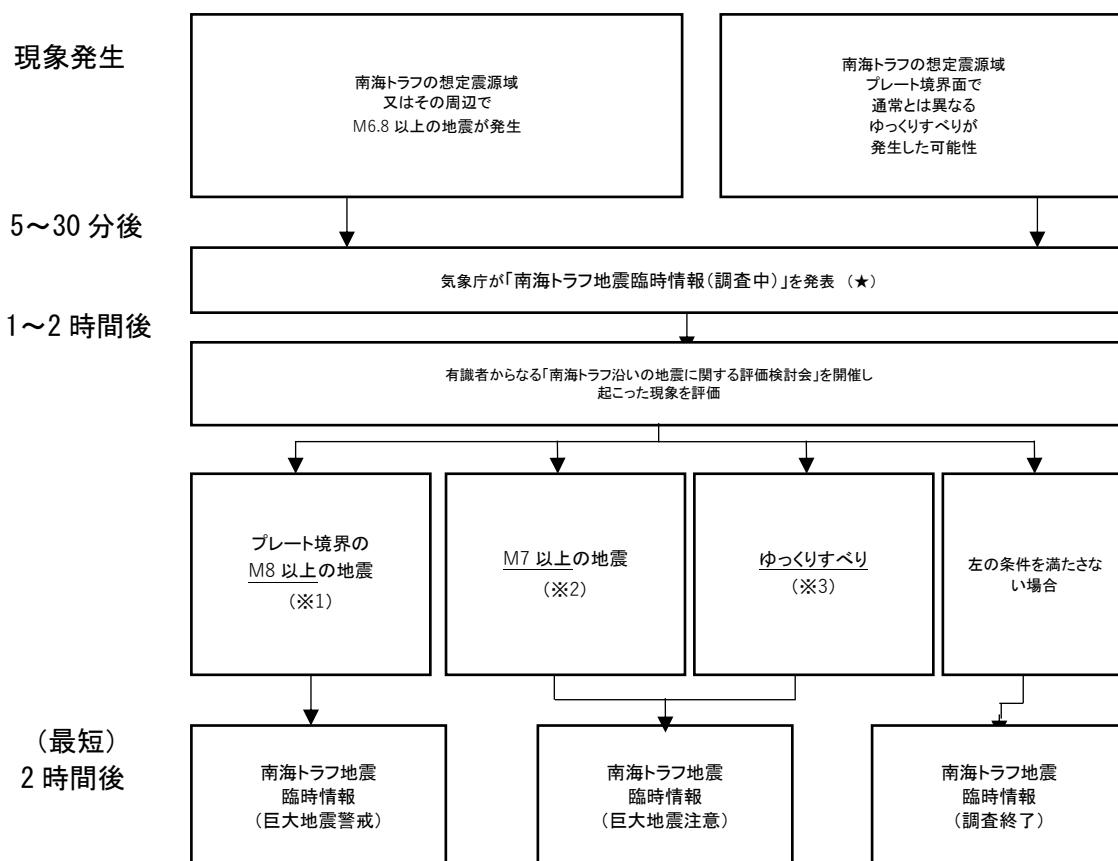 現象発生
南海トラフの想定震源域
又はその周辺で
M6.8 以上の地震が発生
南海トラフの想定震源域
プレート境界面で
通常とは異なる
ゆっくりすべりが
発生した可能性
5～30 分後
気象庁が「南海トラフ地震臨時情報(調査中)」を発表 (★)
1～2 時間後
有識者からなる「南海トラフ沿いの地震に関する評価検討会」を開催し
起こった現象を評価
プレート境界の
M8 以上の地震
(※1)
M7 以上の地震
(※2)
ゆっくりすべり
(※3)
左の条件を満たさな
い場合
(最短)
2 時間後
南海トラフ地震
臨時情報
(巨大地震警戒)
南海トラフ地震
臨時情報
(巨大地震注意)
南海トラフ地震
臨時情報
(調査終了)